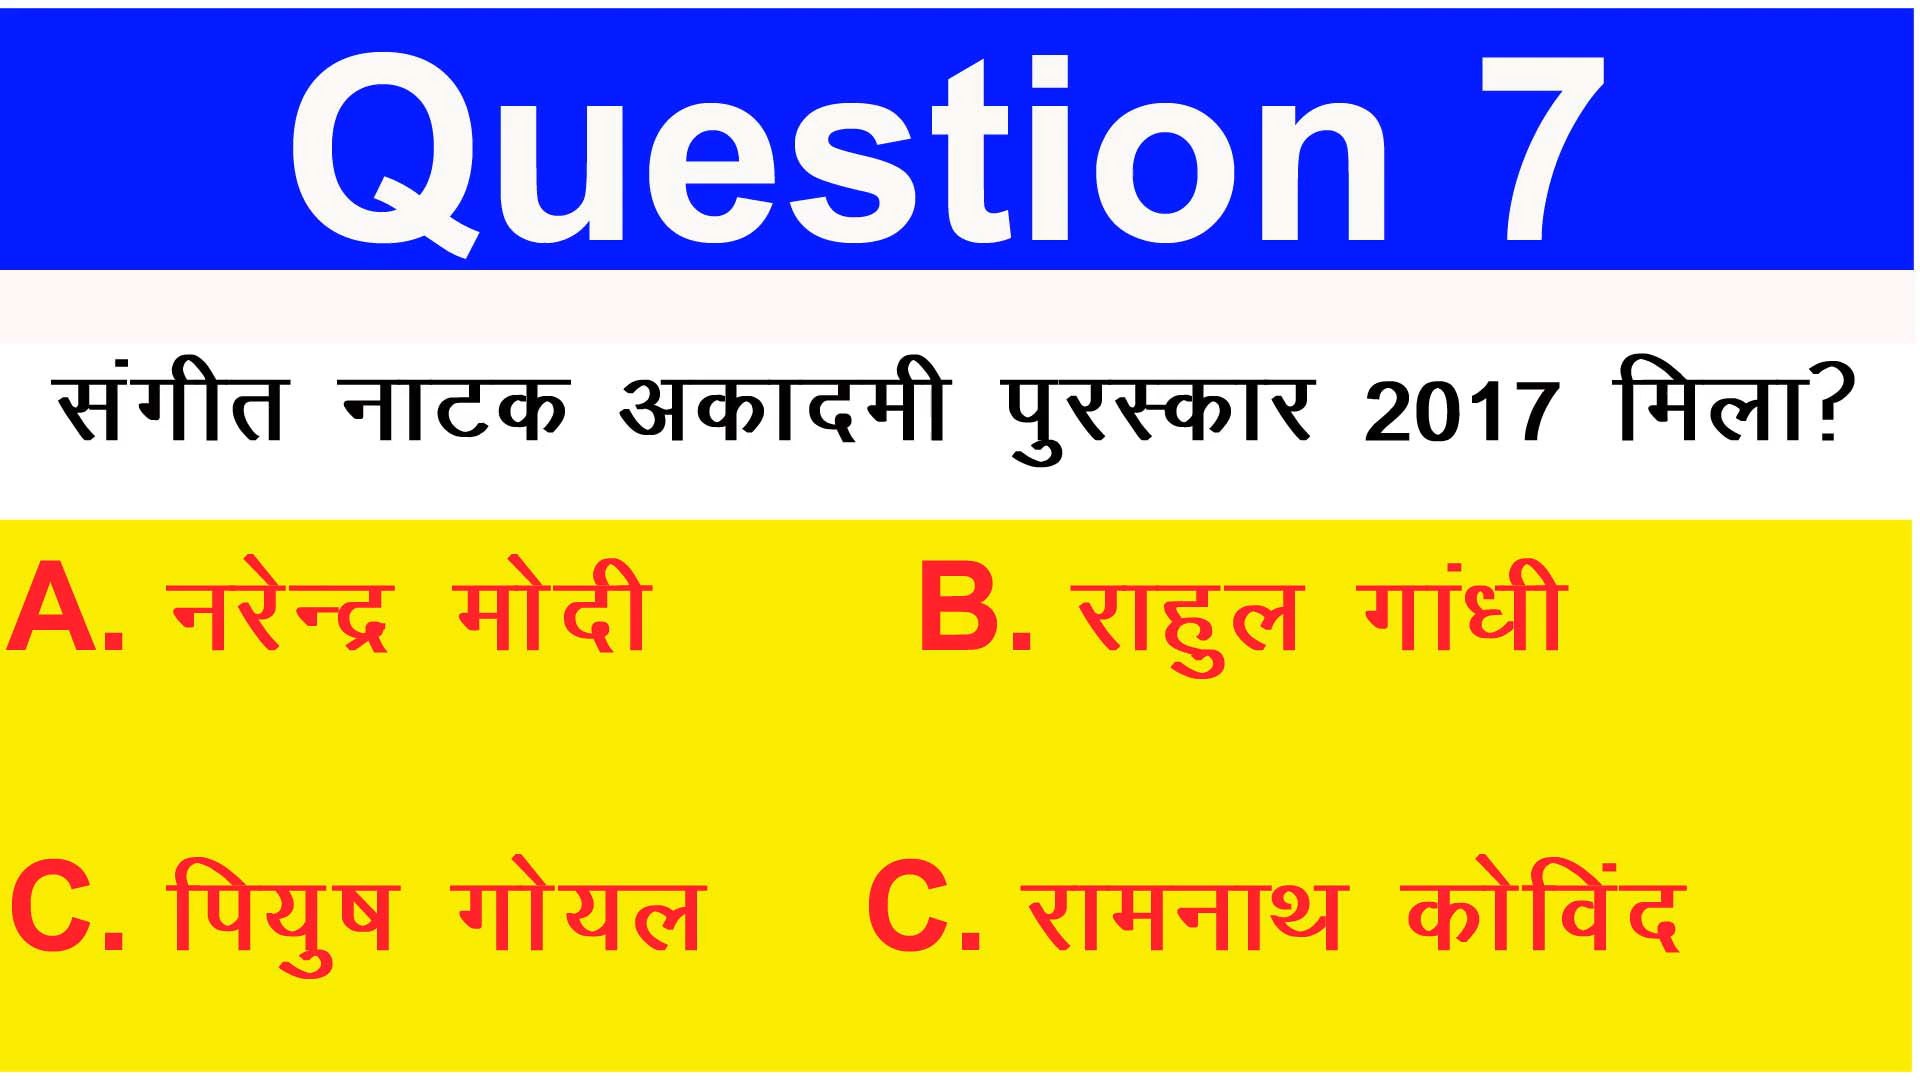 Question 7
संगीत नाटक अकादमी पुरस्कार 2017 मिला?
A. नरेन्द्र मोदी B. राहुल गांधी
C. पियुष गोयल C. रामनाथ कोविंद